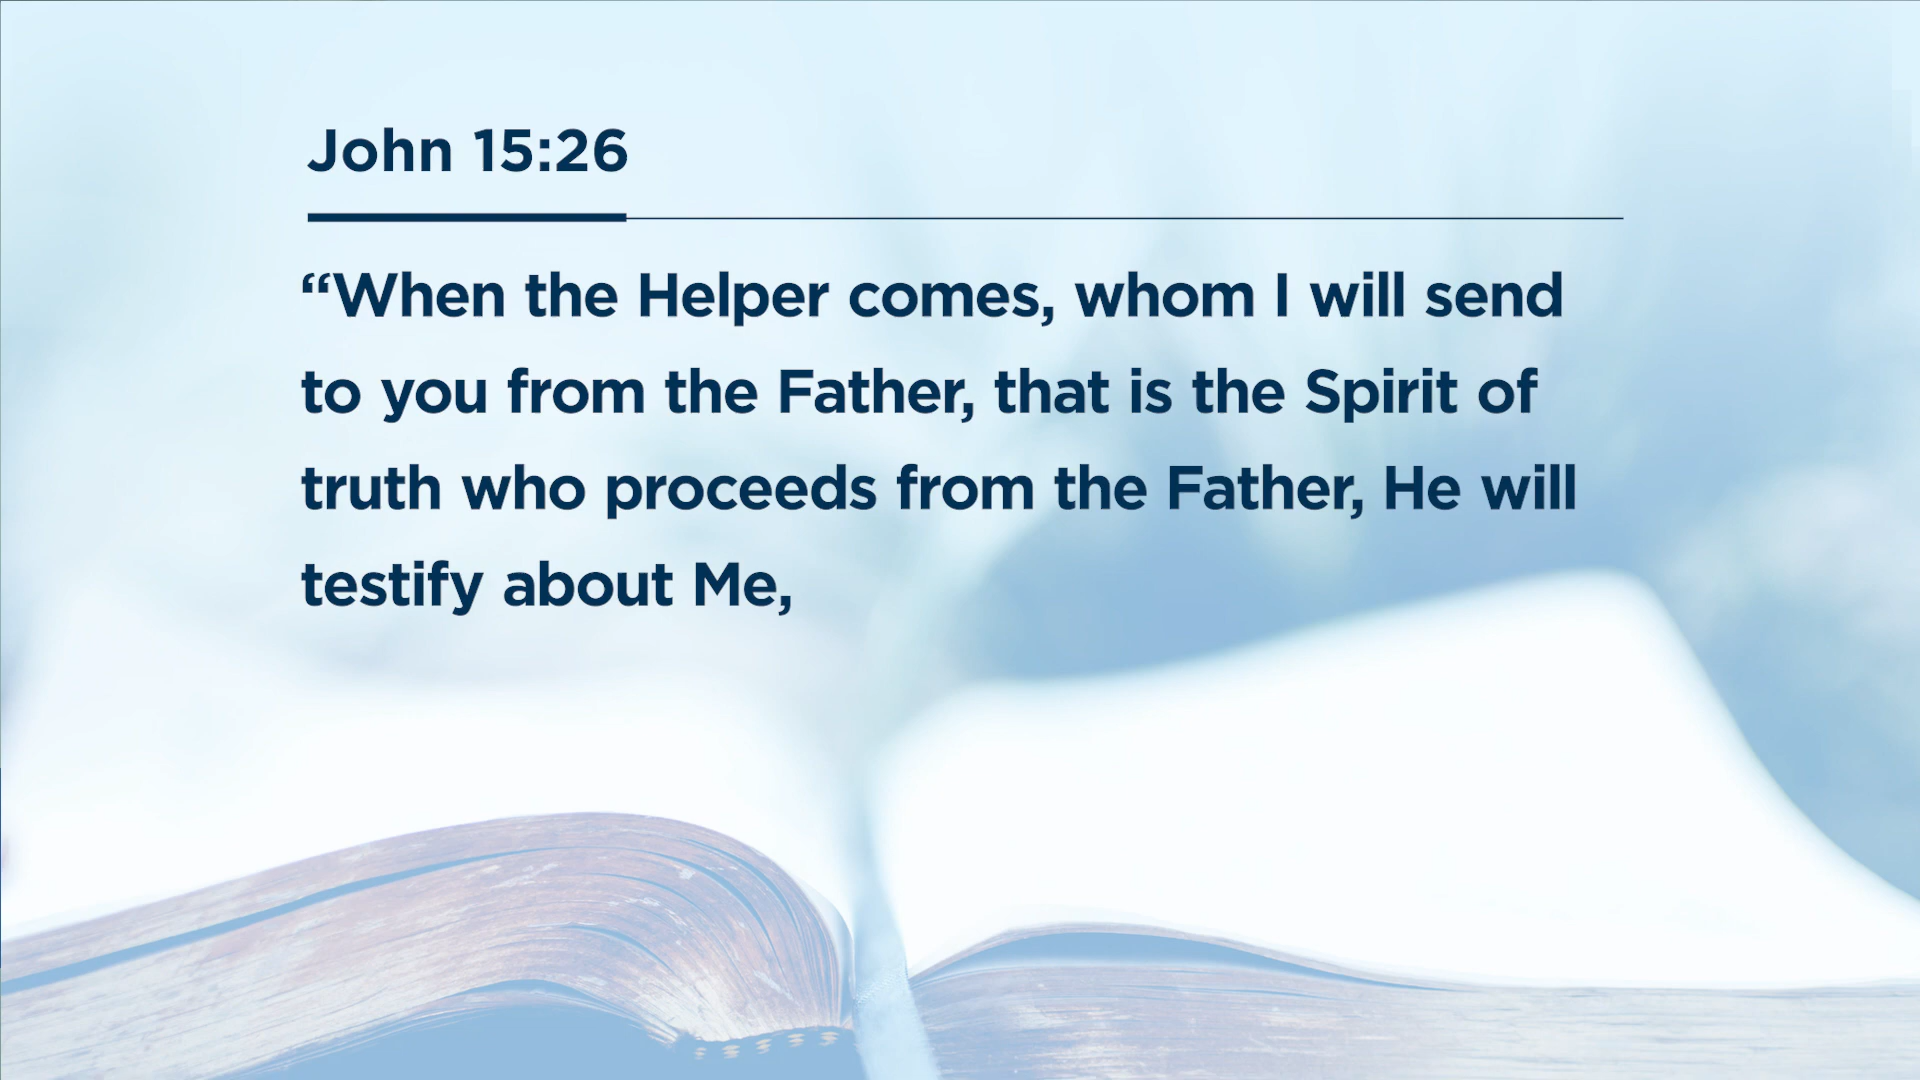 John 15:26
“When the Helper comes, whom I will send
to you from the Father, that is the Spirit of
truth who proceeds from the Father, He will
testify about Me,